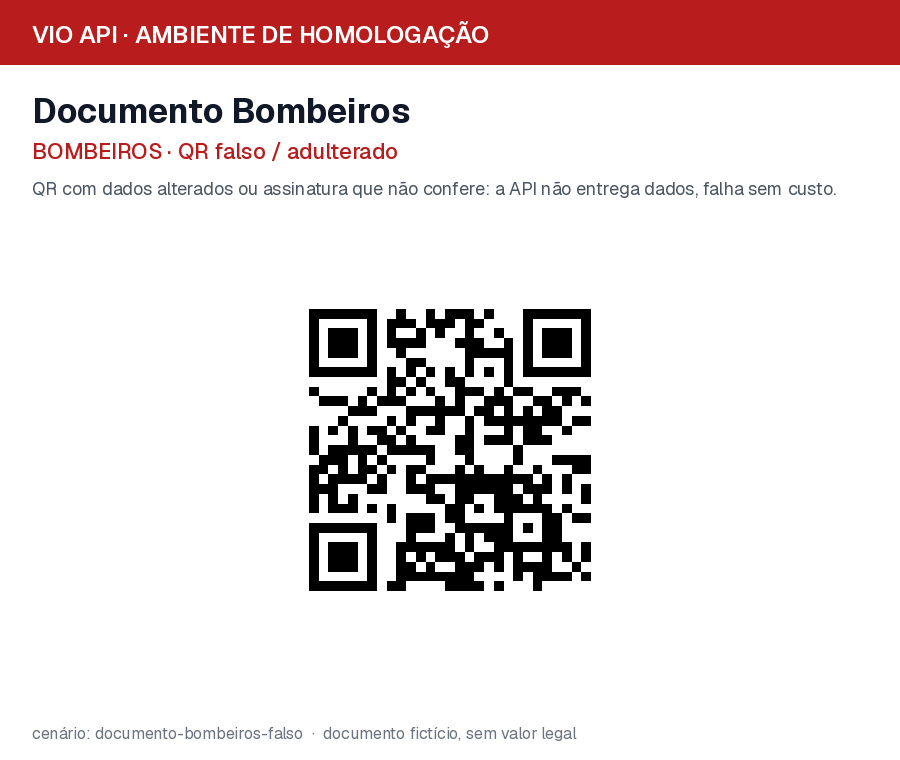 VIO API · AMBIENTE DE HOMOLOGAÇÃO
Documento Bombeiros
BOMBEIROS · QR falso / adulterado
QR com dados alterados ou assinatura que não confere: a API não entrega dados, falha sem custo.
cenário: documento-bombeiros-falso · documento fictício, sem valor legal